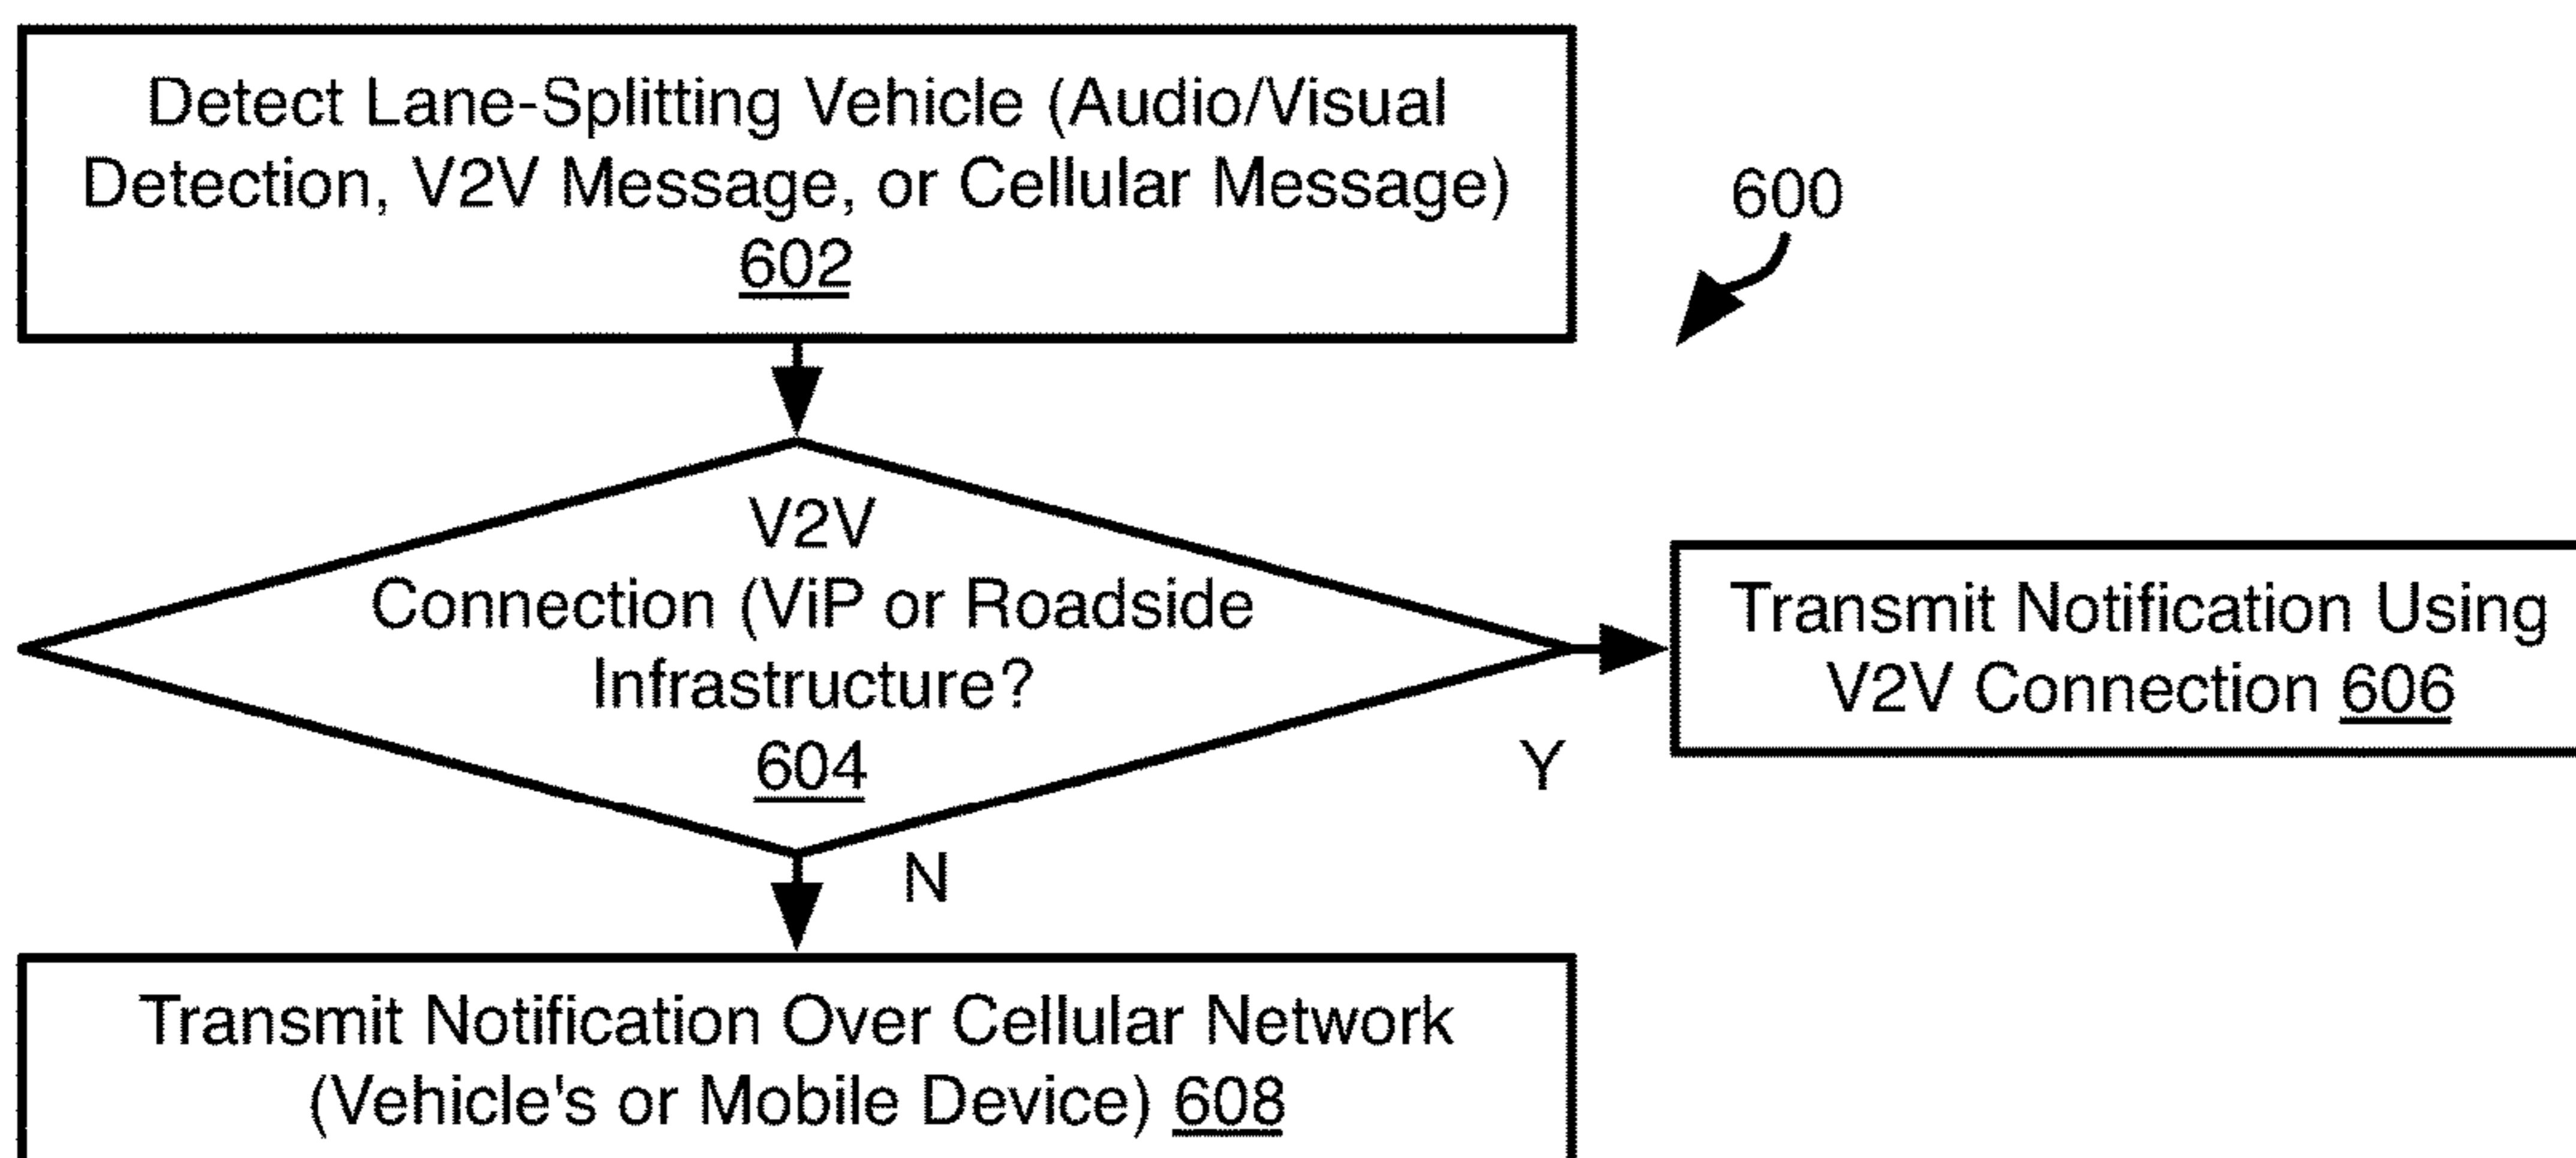 Detect Lane-Splitting Vehicle (Audio/Visual
Detection, V2V Message, or Cellular Message)
602
600
V2V
Connection (ViP or Roadside
Infrastructure?
604
Transmit Notification Using
V2V Connection 606
Y
N
Transmit Notification Over Cellular Network
(Vehicle's or Mobile Device) 608